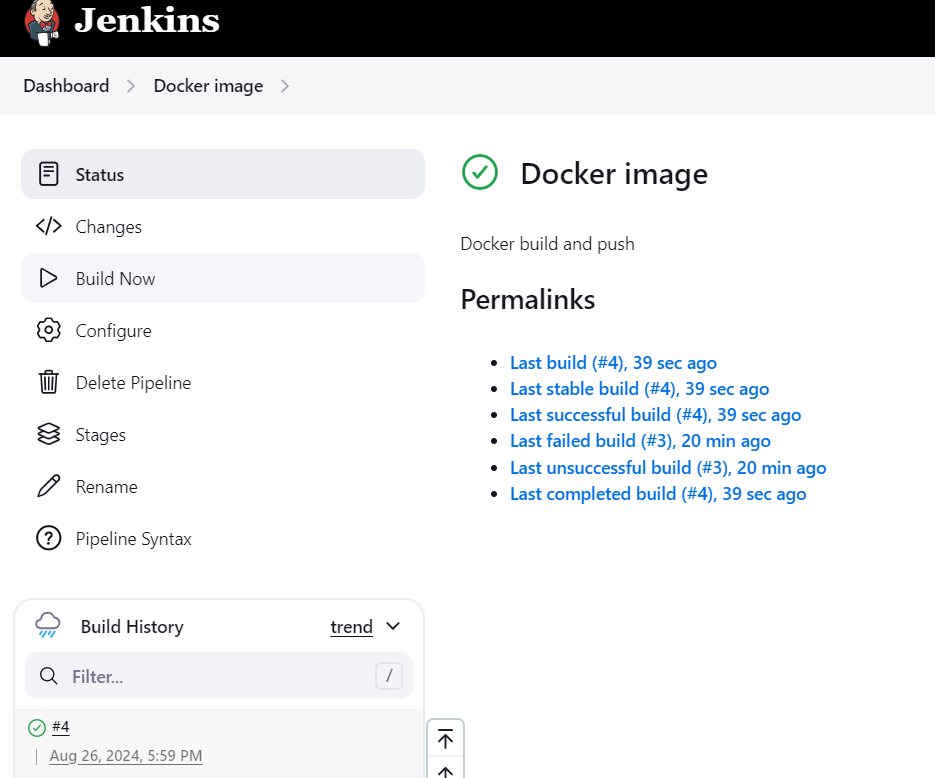 Jenkins
Dashboard
Docker image
Status
Changes
Build Now
Configure
Delete Pipeline
Stages
Rename
Pipeline Syntax
Docker image
Docker build and push
Permalinks
Last build (#4), 39 sec ago
Last stable build (#4), 39 sec ago
Last successful build (#4), 39 sec ago
Last failed build (#3), 20 min ago
Last unsuccessful build (#3), 20 min ago
Last completed build (#4), 39 sec ago
Build History trend
Filter... /
#4
Aug 26, 2024, 5:59 PM